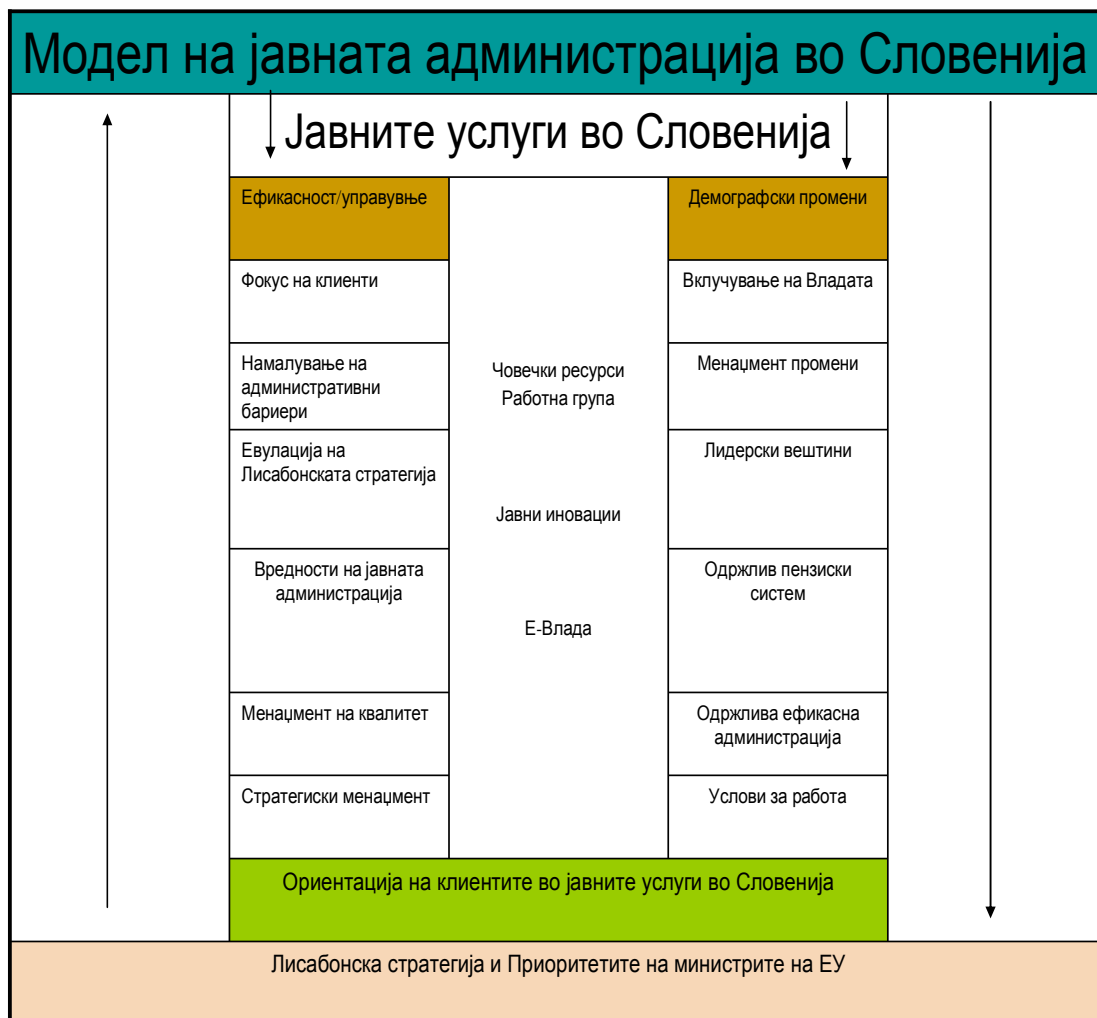 Модел на јавната администрација во Словенија
Јавните услуги во Словенија
Ефикасност/управувње
Демографски промени
Фокус на клиенти
Вклучување на Владата
Намалување на
административни
бариери
Човечки ресурси
Работна група
Менаџмент промени
Евулација на
Лисабонската стратегија
Јавни иновации
Лидерски вештини
Вредности на јавната
администрација
Е-Влада
Одржлив пензиски
систем
Менаџмент на квалитет
Одржлива ефикасна
администрација
Стратегиски менаџмент
Услови за работа
Ориентација на клиентите во јавните услуги во Словенија
Лисабонска стратегија и Приоритетите на министрите на ЕУ